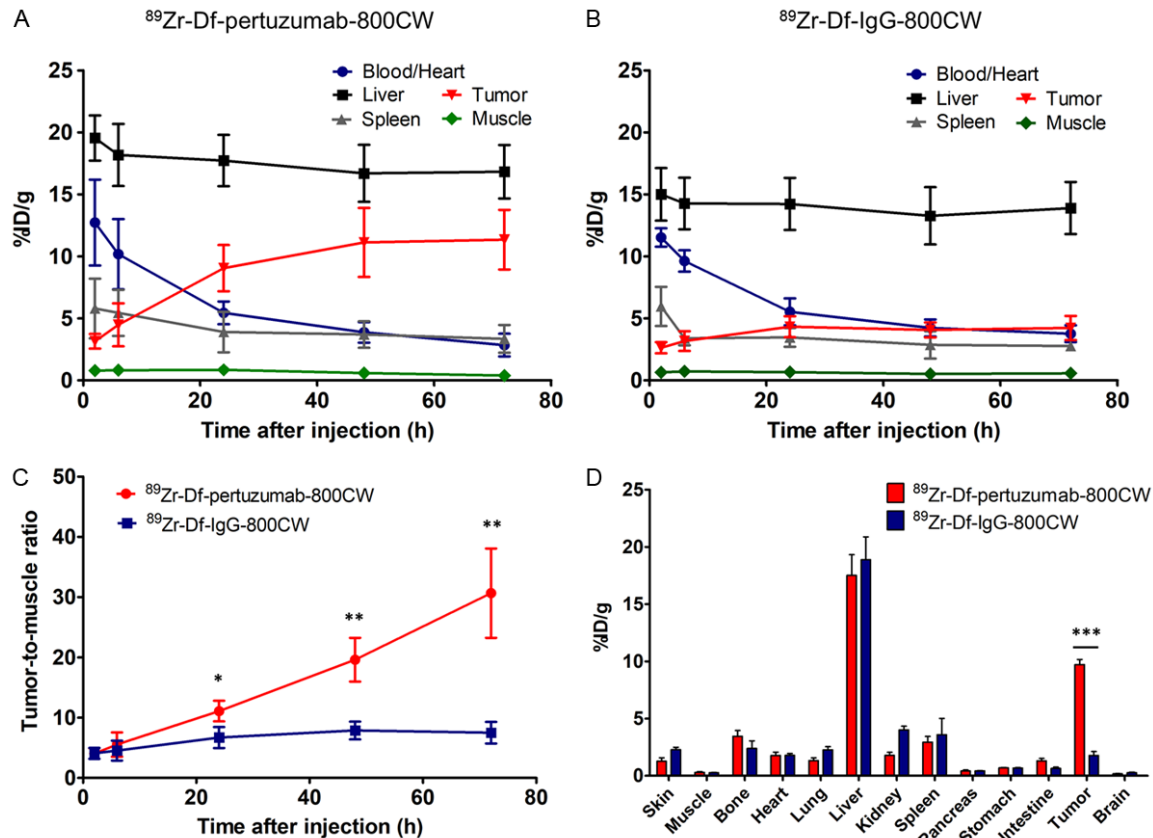 A
⁸⁹Zr-Df-pertuzumab-800CW
25
20
15
10
5
0
%ID/g
Blood/Heart
Liver
Tumor
Spleen
Muscle
0
20
40
60
80
Time after injection (h)
B
⁸⁹Zr-Df-IgG-800CW
25
20
15
10
5
0
%ID/g
Blood/Heart
Liver
Tumor
Spleen
Muscle
0
20
40
60
80
Time after injection (h)
C
50
40
30
20
10
0
Tumor-to-muscle ratio
⁸⁹Zr-Df-pertuzumab-800CW
⁸⁹Zr-Df-IgG-800CW
*
**
**
0
20
40
60
80
Time after injection (h)
D
25
20
15
10
5
0
%ID/g
⁸⁹Zr-Df-pertuzumab-800CW
⁸⁹Zr-Df-IgG-800CW
***
Skin
Muscle
Bone
Heart
Lung
Liver
Kidney
Spleen
Pancreas
Stomach
Intestine
Tumor
Brain